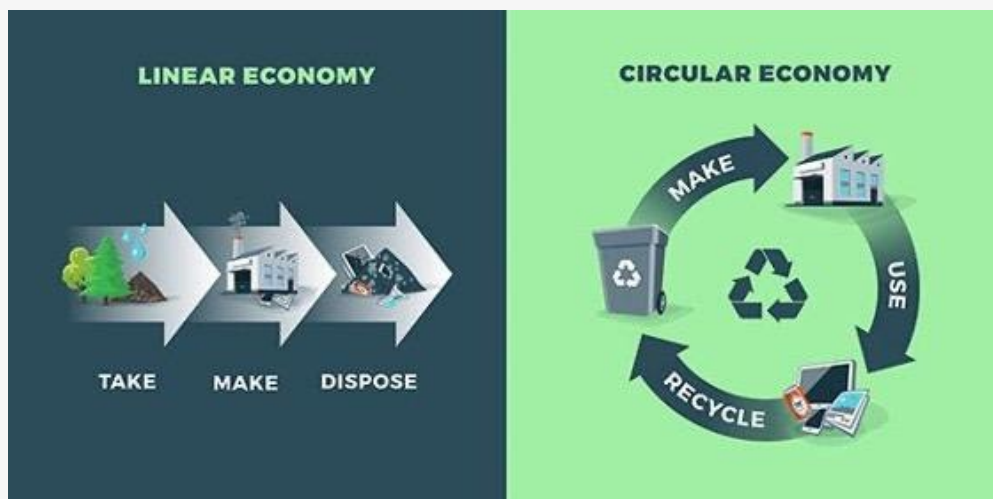 LINEAR ECONOMY
TAKE
MAKE
DISPOSE
CIRCULAR ECONOMY
MAKE
USE
RECYCLE